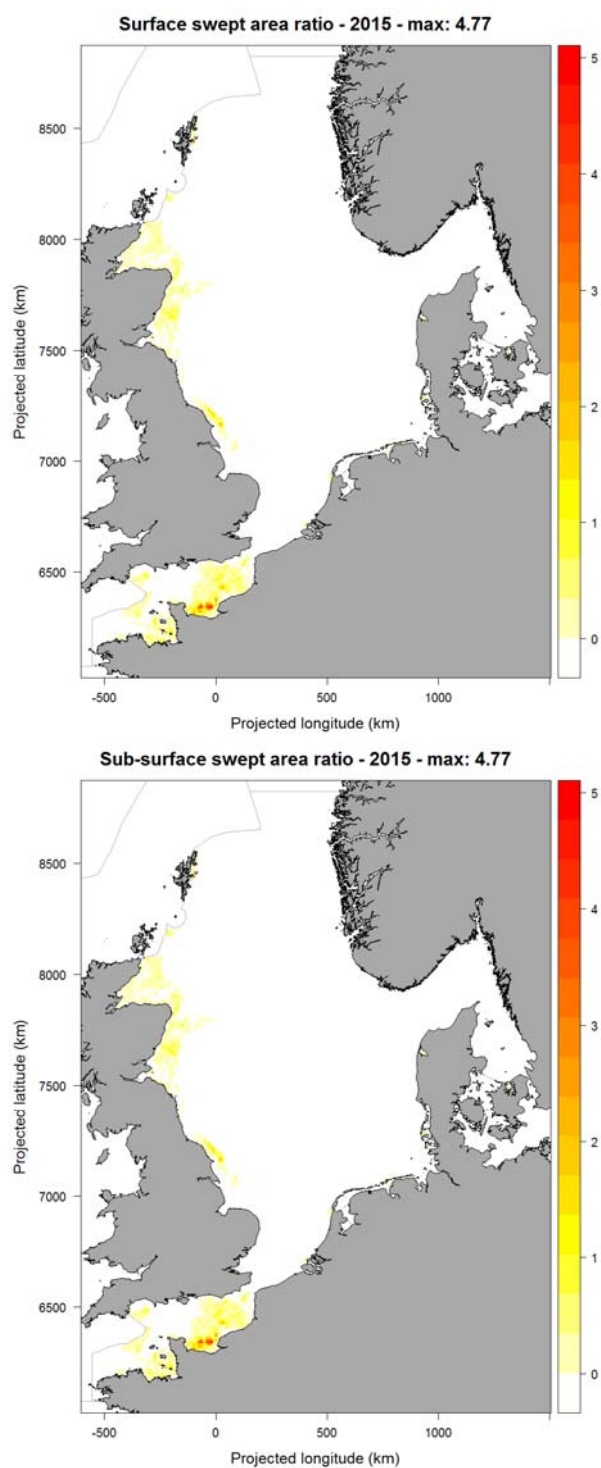 Surface swept area ratio - 2015 - max: 4.77
5
8500
4
8000
3
Projected latitude (km)
7500
2
7000
1
6500
0
-500 0 500 1000
Projected longitude (km)
Sub-surface swept area ratio - 2015 - max: 4.77
5
8500
4
8000
3
Projected latitude (km)
7500
2
7000
1
6500
0
-500 0 500 1000
Projected longitude (km)